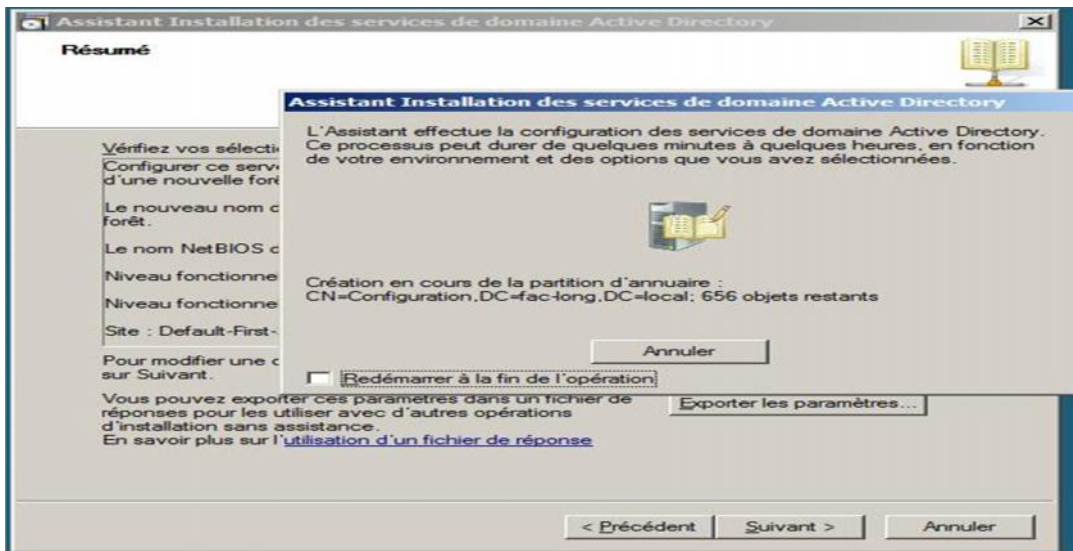 Assistant Installation des services de domaine Active Directory
Résumé
Assistant Installation des services de domaine Active Directory
L'Assistant effectue la configuration des services de domaine Active Directory.
Ce processus peut durer de quelques minutes à quelques heures, en fonction
de votre environnement et des options que vous avez sélectionnées.
Création en cours de la partition d'annuaire :
CN=Configuration,DC=fac-long,DC=local; 656 objets restants
Annuler
Redémarrer à la fin de l'opération
Vérifiez vos sélecti
Configurer ce serv
d'une nouvelle for
Le nouveau nom d
forêt.
Le nom NetBIOS d
Niveau fonctionne
Niveau fonctionne
Site : Default-First-
Pour modifier une o
sur Suivant.
Vous pouvez exporter ces paramètres dans un fichier de
réponses pour les utiliser avec d'autres opérations
d'installation sans assistance.
En savoir plus sur l'utilisation d'un fichier de réponse
Exporter les paramètres...
< Précédent
Suivant >
Annuler